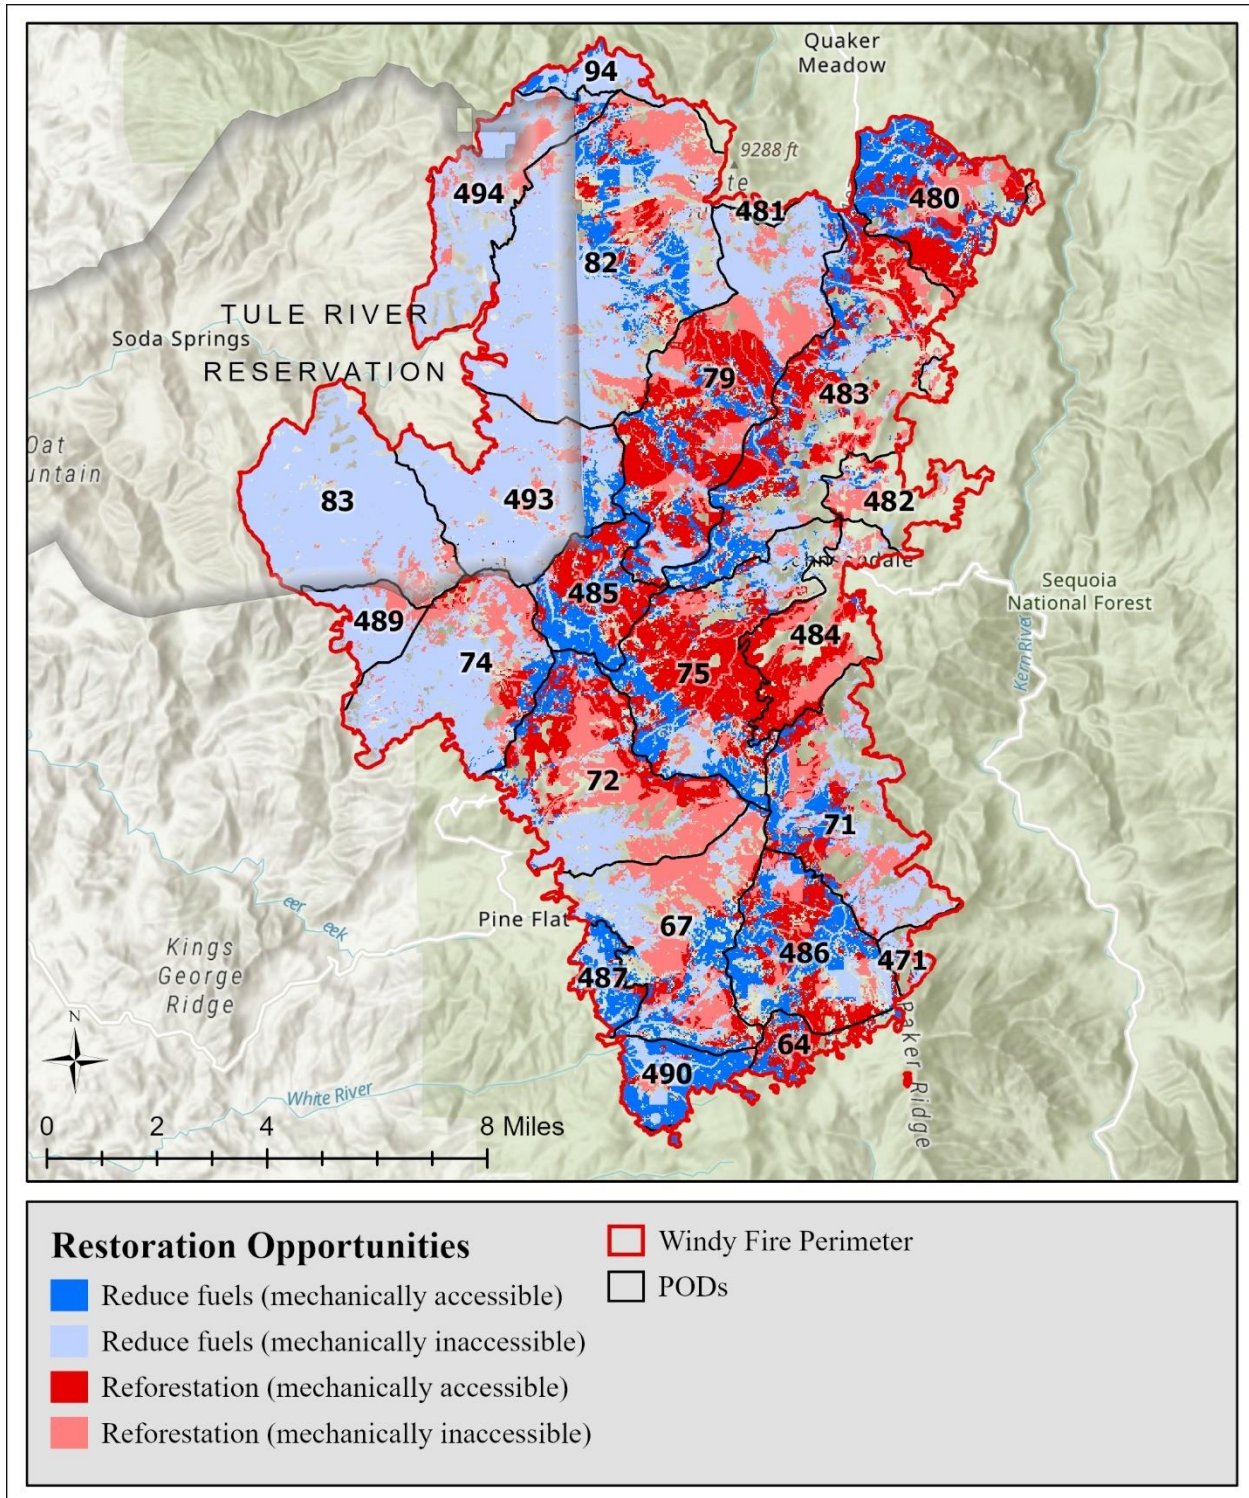 Quaker
Meadow
94
9288 ft
494
480
481
82
TULE RIVER
Soda Springs
RESERVATION
79
483
83
493
482
Sequoia
National Forest
485
489
484
74
75
Kern River
72
71
Pine Flat
67
Kings
George
Ridge
486
471
487
64
Baker Ridge
490
N
White River
0 2 4 8 Miles
Restoration Opportunities
Reduce fuels (mechanically accessible)
Reduce fuels (mechanically inaccessible)
Reforestation (mechanically accessible)
Reforestation (mechanically inaccessible)
Windy Fire Perimeter
PODs